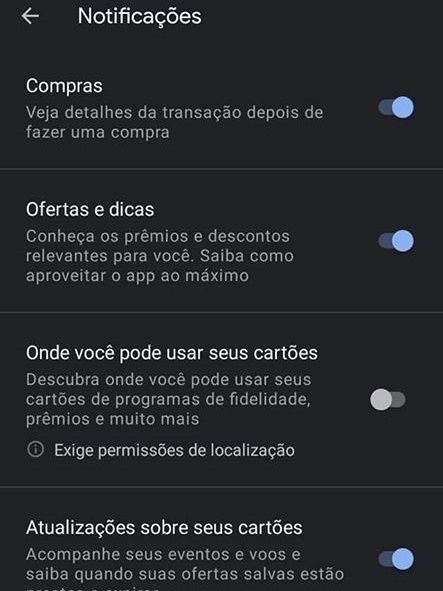 Notificações
Compras
Veja detalhes da transação depois de
fazer uma compra
Ofertas e dicas
Conheça os prêmios e descontos
relevantes para você. Saiba como
aproveitar o app ao máximo
Onde você pode usar seus cartões
Descubra onde você pode usar seus
cartões de programas de fidelidade,
prêmios e muito mais
Exige permissões de localização
Atualizações sobre seus cartões
Acompanhe seus eventos e voos e
saiba quando suas ofertas salvas estão